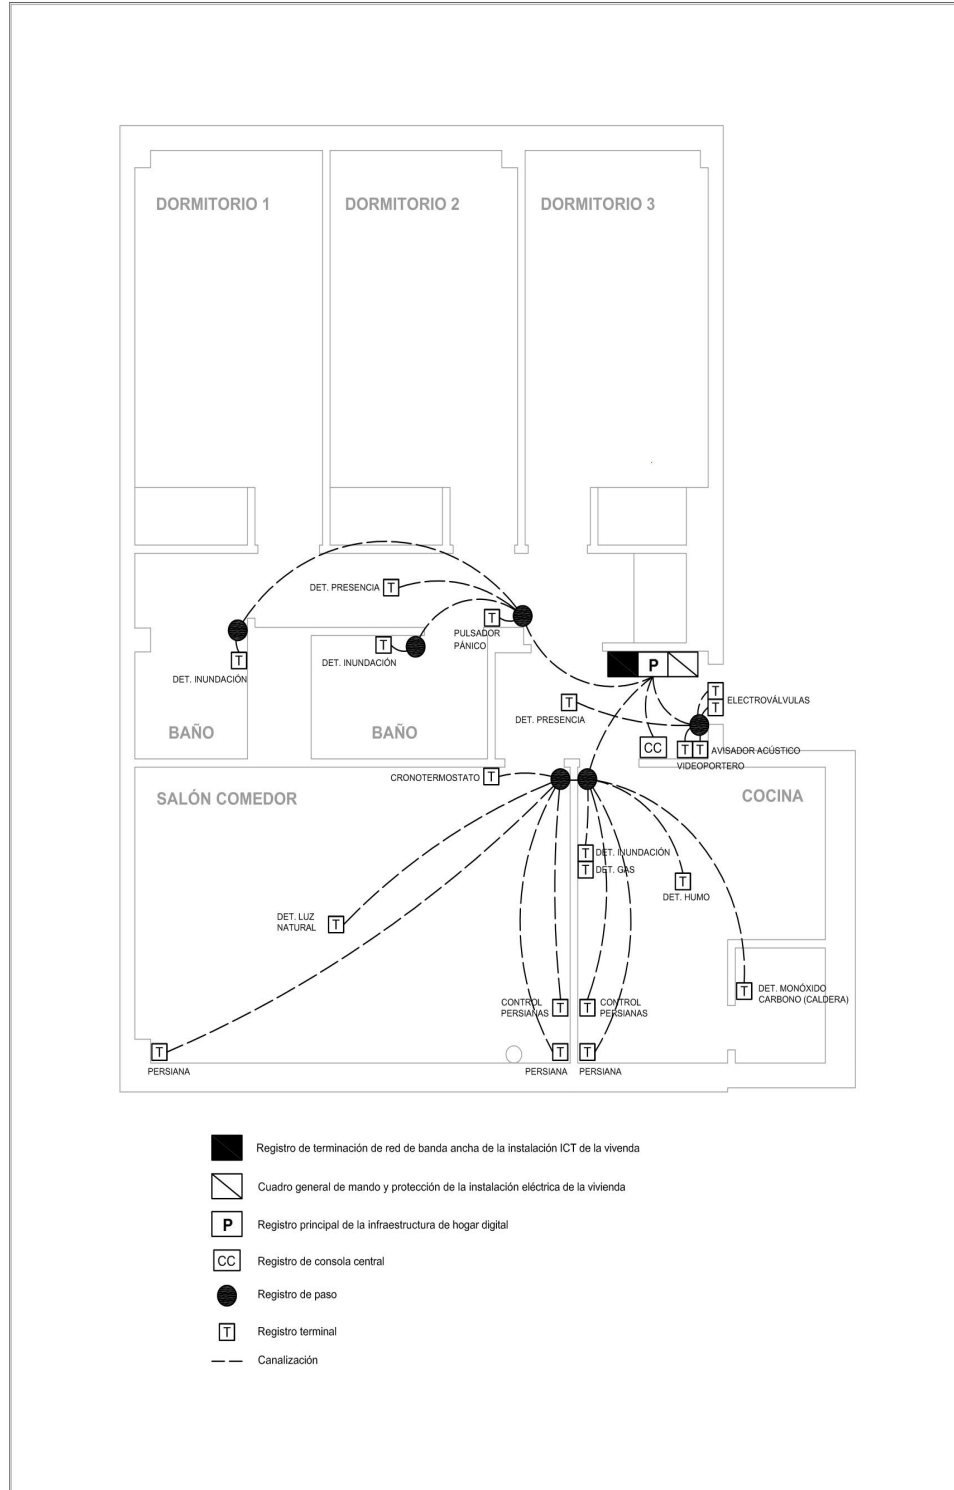 DORMITORIO 1
DORMITORIO 2
DORMITORIO 3
DET. PRESENCIA
T
T
PULSADOR
PÁNICO
T
DET. INUNDACIÓN
T
DET. INUNDACIÓN
P
T
DET. PRESENCIA
T
T
ELECTROVÁLVULAS
CC
T
T
AVISADOR ACÚSTICO
VIDEOPORTERO
BAÑO
BAÑO
CRONOTERMOSTATO
T
SALÓN COMEDOR
COCINA
T
DET. INUNDACIÓN
T
DET. GAS
T
DET. HUMO
DET. LUZ
NATURAL
T
T
DET. MONÓXIDO
CARBONO (CALDERA)
CONTROL
PERSIANAS
T
T
CONTROL
PERSIANAS
T
PERSIANA
T
PERSIANA
T
PERSIANA
Registro de terminación de red de banda ancha de la instalación ICT de la vivenda
Cuadro general de mando y protección de la instalación eléctrica de la vivienda
P
Registro principal de la infraestructura de hogar digital
CC
Registro de consola central
Registro de paso
T
Registro terminal
Canalización